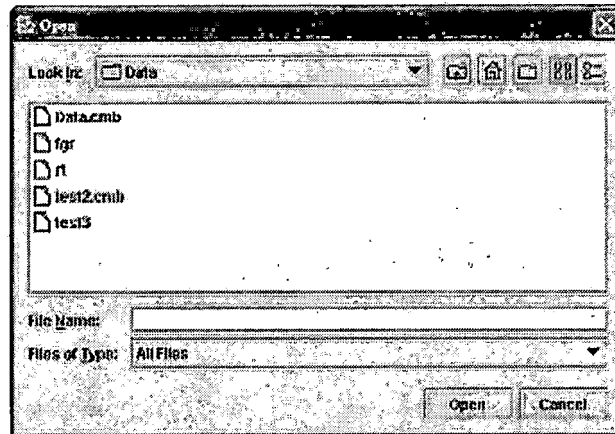 Open
Look In: Data
Data.cmb
fgr
rt
test2.cmb
test3
File Name:
Files of Type: All Files
Open Cancel